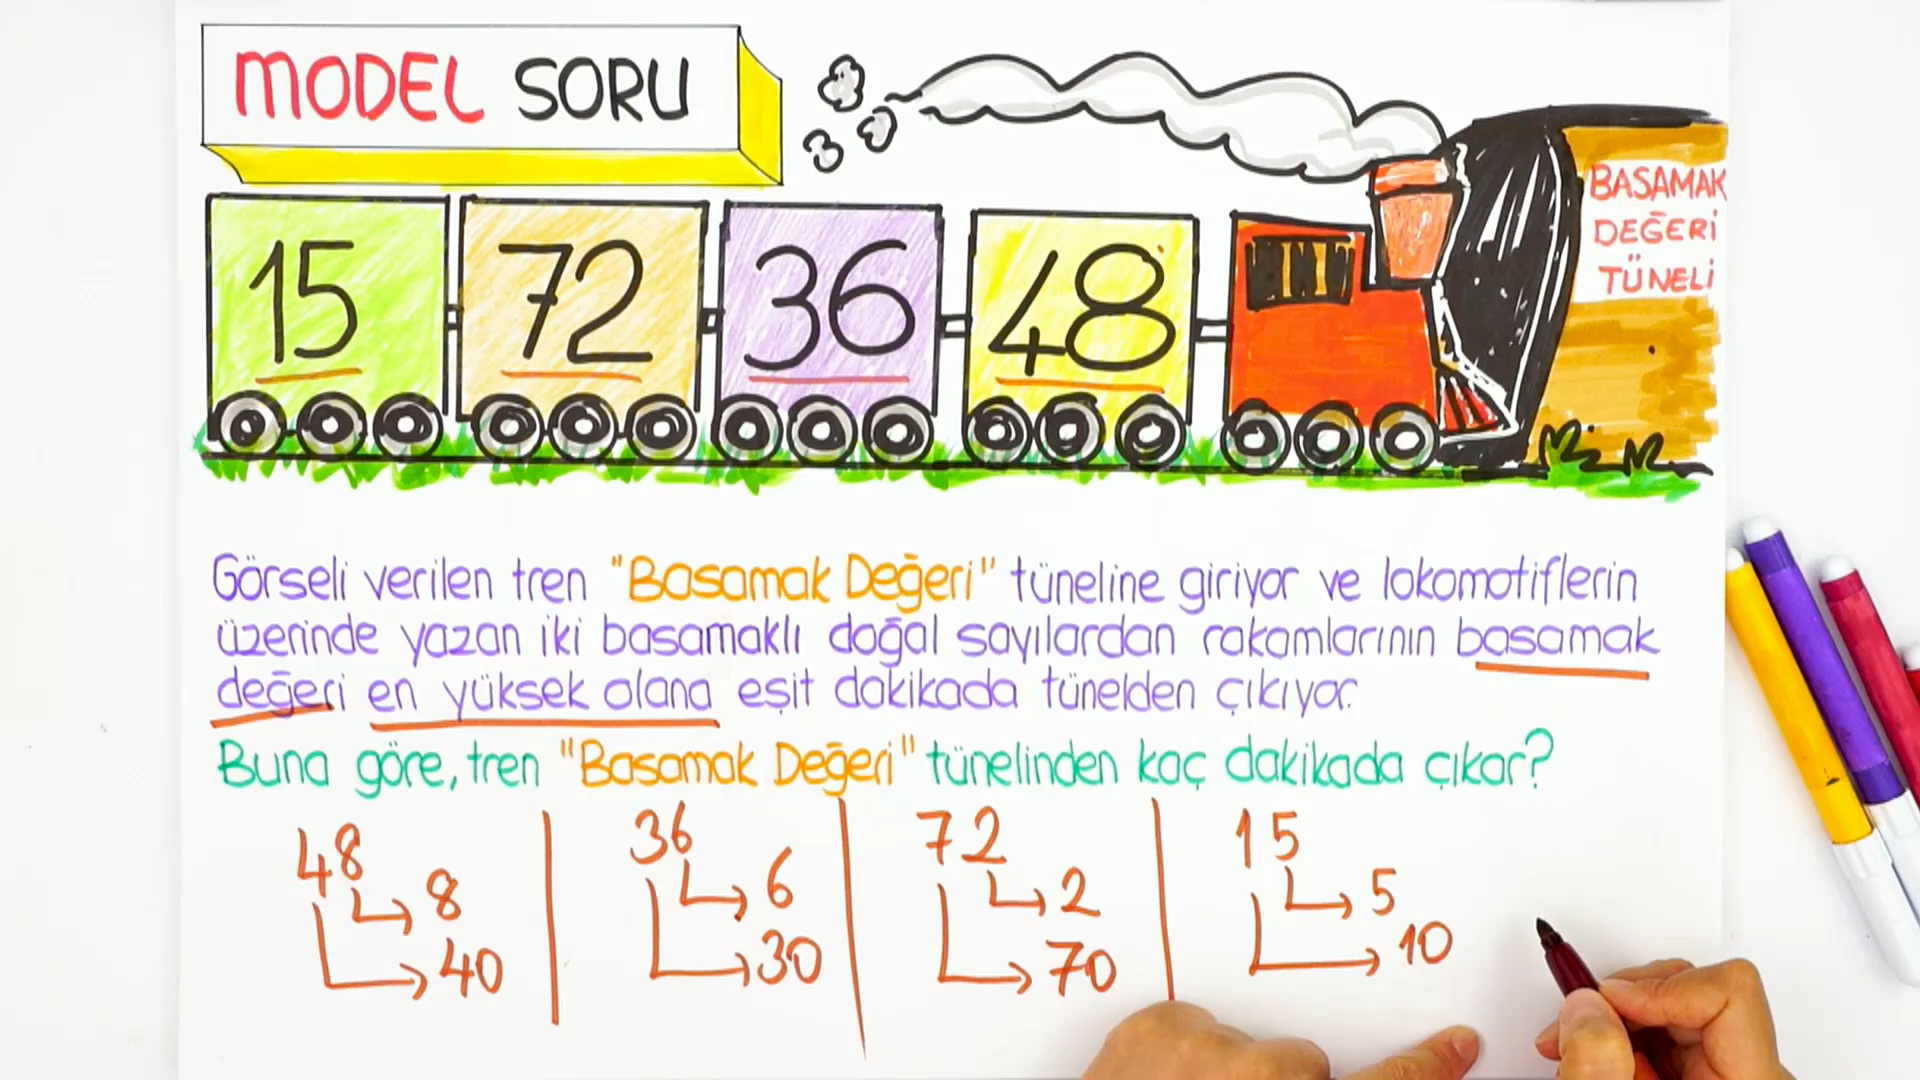 MODEL SORU
BASAMAK
DEĞERİ
TÜNELİ
15 72 36 48
Görseli verilen tren "Basamak Değeri" tüneline giriyor ve lokomotiflerin
üzerinde yazan iki basamaklı doğal sayılardan rakamlarının basamak
değeri en yüksek olana eşit dakikada tünelden çıkıyor.
Buna göre, tren "Basamak Değeri" tünelinden kaç dakikada çıkar?
48 36 72 15
8 6 2 5
40 30 70 10